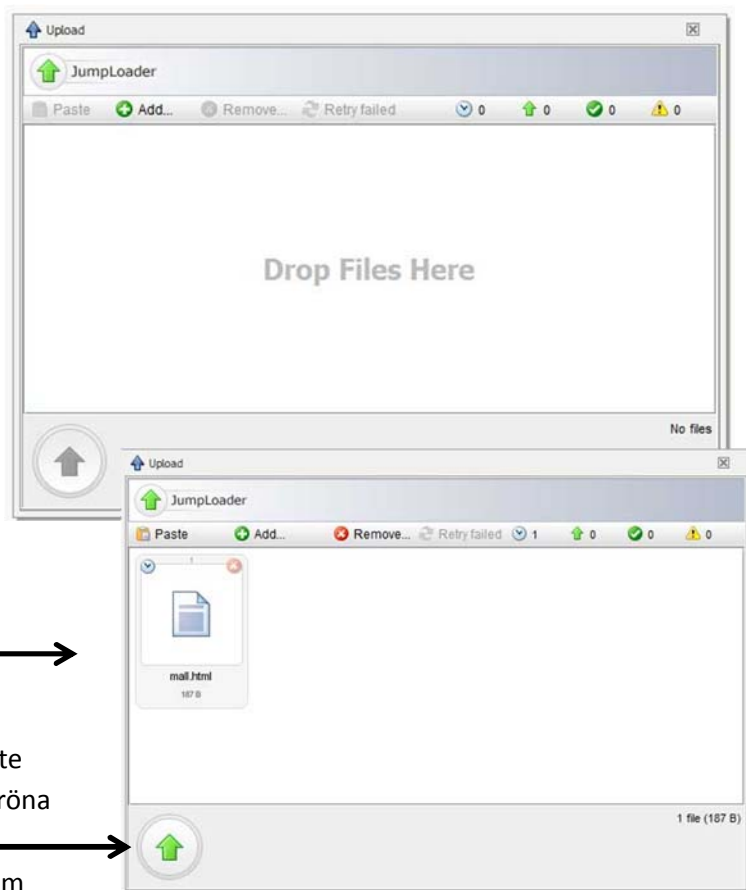 Upload
JumpLoader
Paste Add... Remove... Retry failed 0 0 0 0
Drop Files Here
No files
Upload
JumpLoader
Paste Add... Remove... Retry failed 1 0 0 0
1
mall.html
187 B
te
röna
1 file (187 B)
m